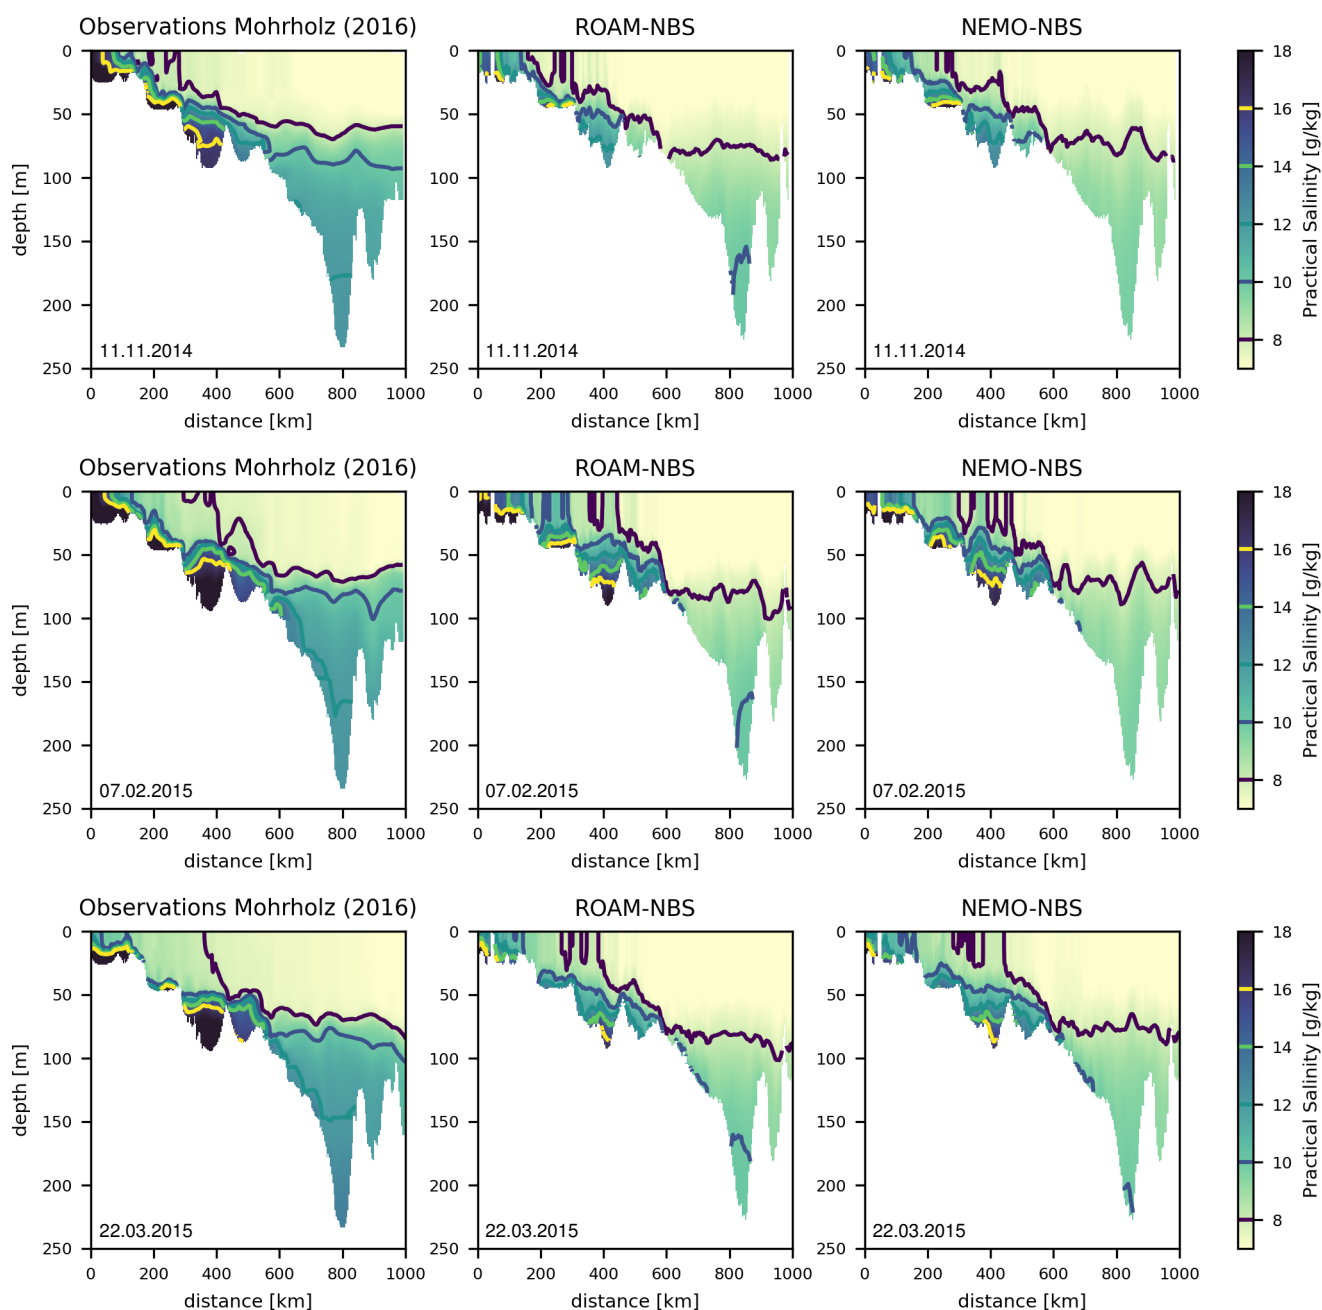 Observations Mohrholz (2016) ROAM-NBS NEMO-NBS
0 0 0 18
50 50 50 16
100 100 100 14
150 150 150 12
200 200 200 10
250 250 250 8
depth [m]
Practical Salinity [g/kg]
11.11.2014 11.11.2014 11.11.2014
0 200 400 600 800 1000 0 200 400 600 800 1000 0 200 400 600 800 1000
distance [km] distance [km] distance [km]
Observations Mohrholz (2016) ROAM-NBS NEMO-NBS
0 0 0 18
50 50 50 16
100 100 100 14
150 150 150 12
200 200 200 10
250 250 250 8
depth [m]
Practical Salinity [g/kg]
07.02.2015 07.02.2015 07.02.2015
0 200 400 600 800 1000 0 200 400 600 800 1000 0 200 400 600 800 1000
distance [km] distance [km] distance [km]
Observations Mohrholz (2016) ROAM-NBS NEMO-NBS
0 0 0 18
50 50 50 16
100 100 100 14
150 150 150 12
200 200 200 10
250 250 250 8
depth [m]
Practical Salinity [g/kg]
22.03.2015 22.03.2015 22.03.2015
0 200 400 600 800 1000 0 200 400 600 800 1000 0 200 400 600 800 1000
distance [km] distance [km] distance [km]